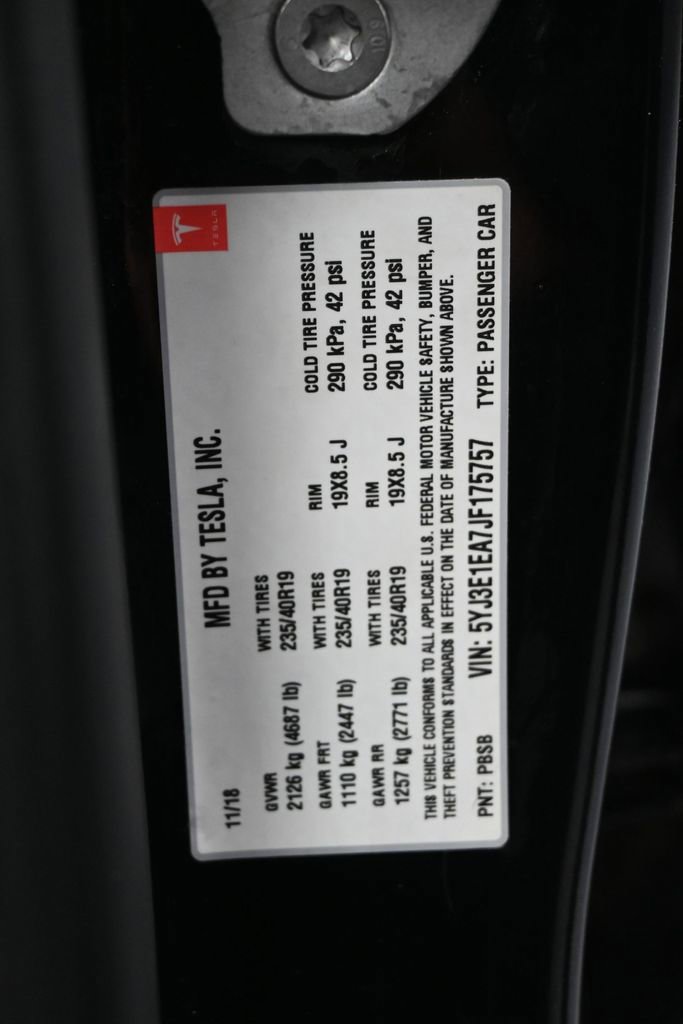 10.9
TESLA
MFD BY TESLA, INC.
11/18
GVWR WITH TIRES
2126 kg (4687 lb) 235/40R19
GAWR FRT WITH TIRES RIM COLD TIRE PRESSURE
1110 kg (2447 lb) 235/40R19 19X8.5 J 290 kPa, 42 psi
GAWR RR WITH TIRES RIM COLD TIRE PRESSURE
1257 kg (2771 lb) 235/40R19 19X8.5 J 290 kPa, 42 psi
THIS VEHICLE CONFORMS TO ALL APPLICABLE U.S. FEDERAL MOTOR VEHICLE SAFETY, BUMPER, AND
THEFT PREVENTION STANDARDS IN EFFECT ON THE DATE OF MANUFACTURE SHOWN ABOVE.
PNT: PBSB VIN: 5YJ3E1EA7JF175757 TYPE: PASSENGER CAR